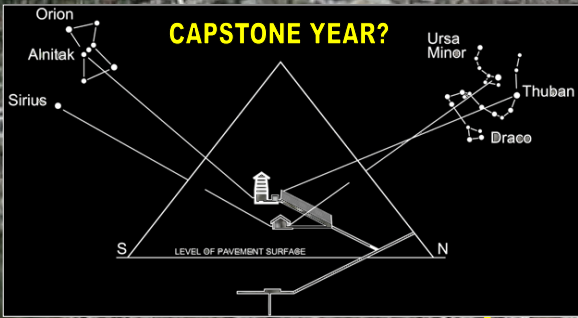 CAPSTONE YEAR?
Orion
Alnitak
Sirius
Ursa
Minor
Thuban
Draco
S
LEVEL OF PAVEMENT SURFACE
N